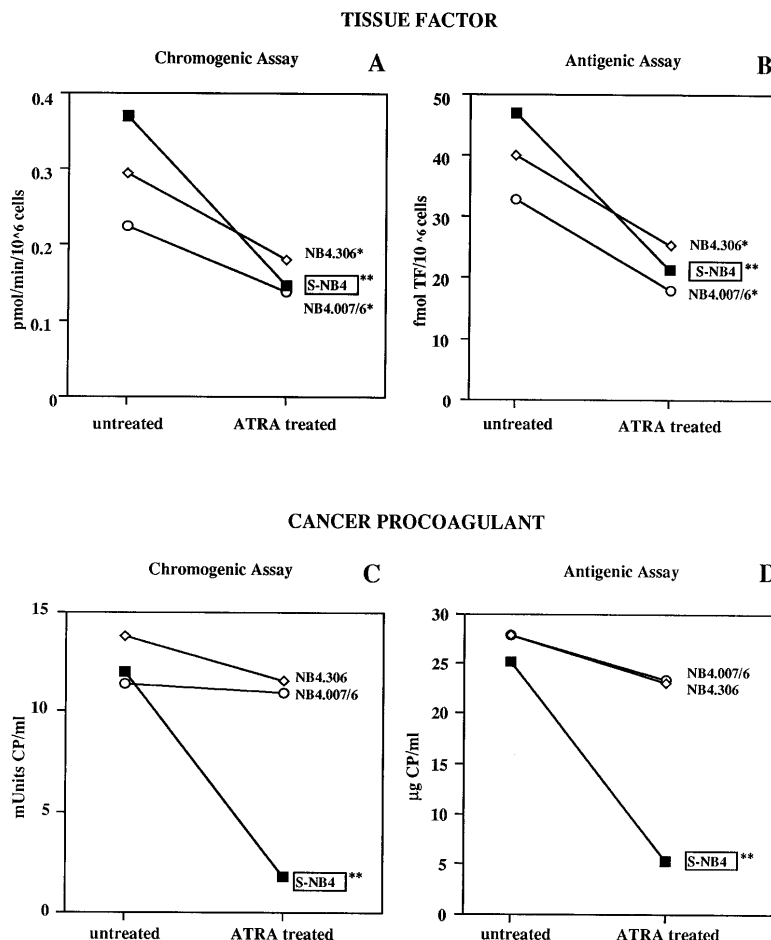 TISSUE FACTOR
Chromogenic Assay A
0.4
0.3
0.2
0.1
0
pmol/min/10^6 cells
NB4.306*
S-NB4 **
NB4.007/6*
untreated ATRA treated
Antigenic Assay B
50
40
30
20
10
0
fmol TF/10 ^6 cells
NB4.306*
S-NB4 **
NB4.007/6*
untreated ATRA treated
CANCER PROCOAGULANT
Chromogenic Assay C
15
10
5
0
mUnits CP/ml
NB4.306
NB4.007/6
S-NB4 **
untreated ATRA treated
Antigenic Assay D
30
25
20
15
10
5
0
µg CP/ml
NB4.007/6
NB4.306
S-NB4 **
untreated ATRA treated